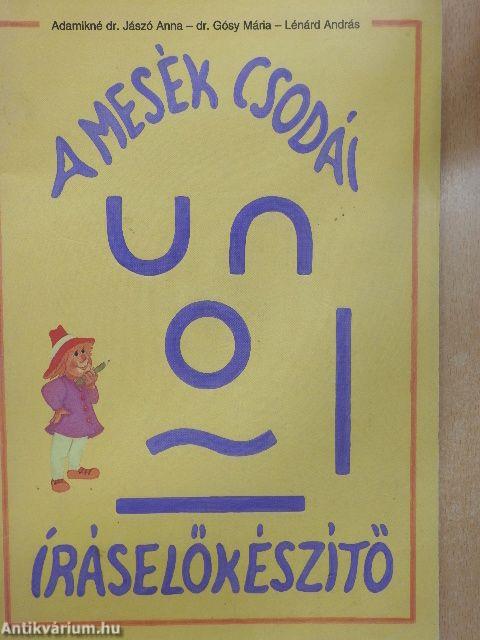 Adamikné dr. Jászó Anna – dr. Gósy Mária – Lénárd András
A MESÉK CSODÁI
ÍRÁSELŐKÉSZÍTŐ
Antikvárium.hu